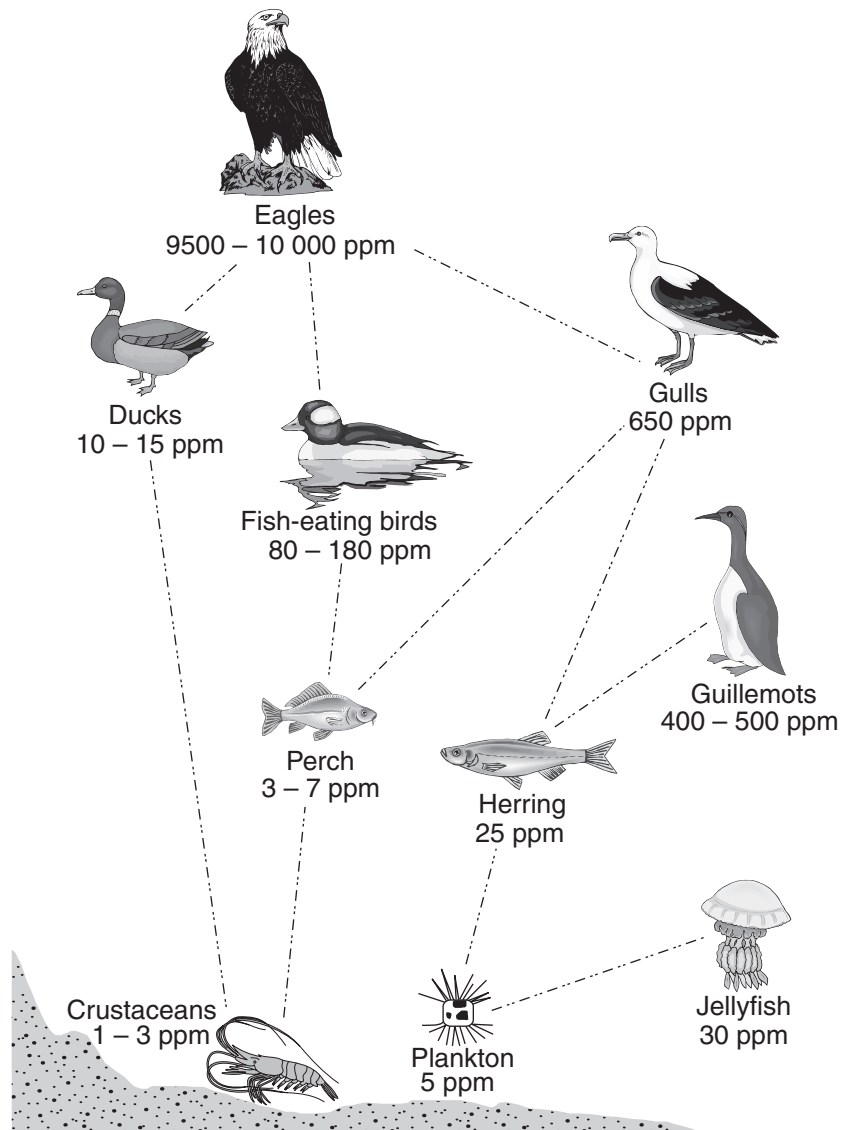 Eagles
9500 – 10 000 ppm
Ducks
10 – 15 ppm
Gulls
650 ppm
Fish-eating birds
80 – 180 ppm
Guillemots
400 – 500 ppm
Perch
3 – 7 ppm
Herring
25 ppm
Crustaceans
1 – 3 ppm
Plankton
5 ppm
Jellyfish
30 ppm